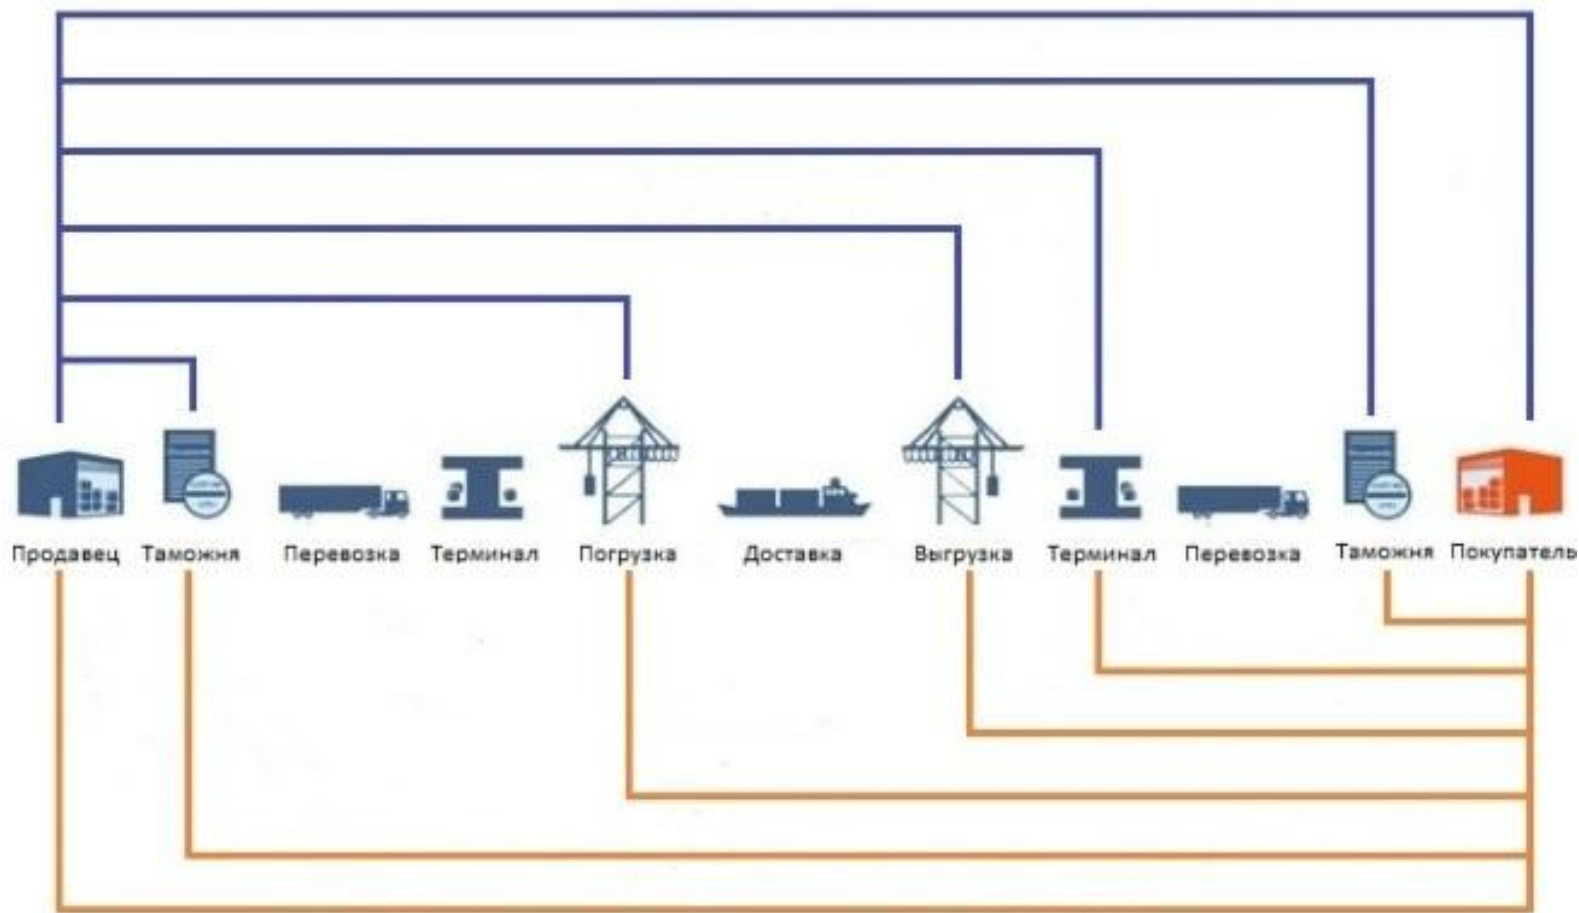 Продавец Таможня Перевозка Терминал Погрузка Доставка Выгрузка Терминал Перевозка Таможня Покупатель